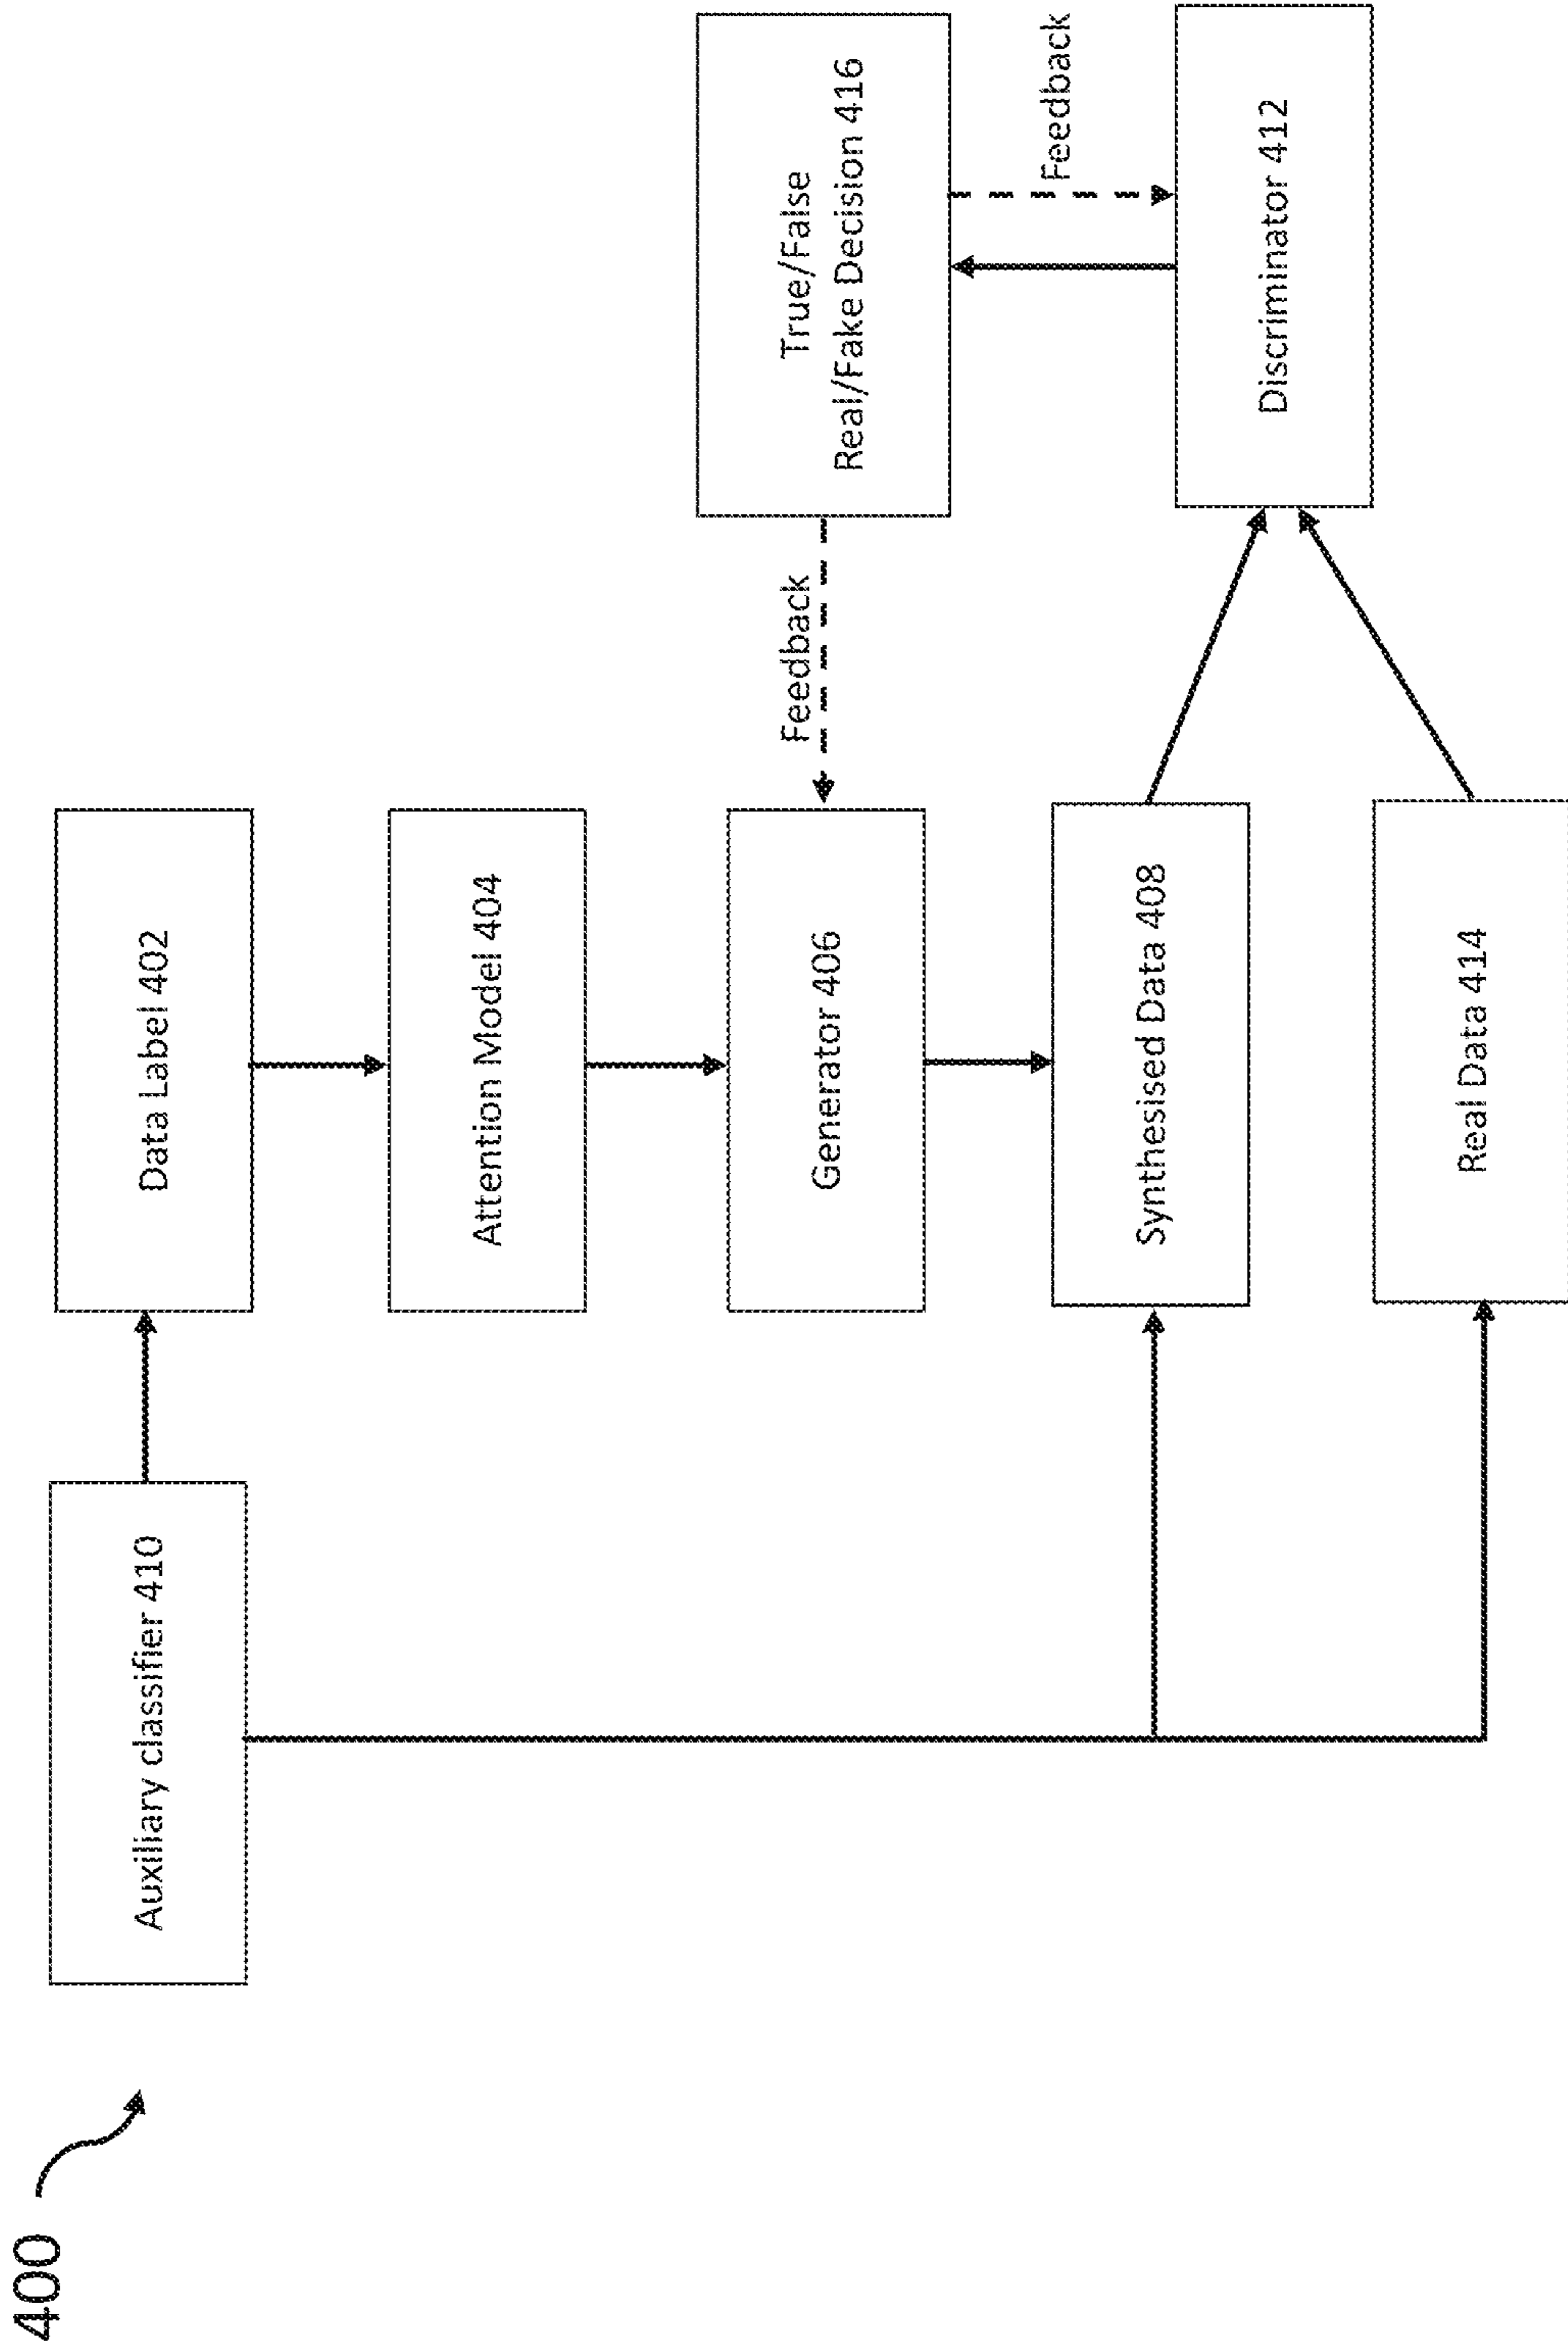 400
Auxiliary classifier 410
Data Label 402
Attention Model 404
Generator 406
Feedback
True/False
Real/Fake Decision 416
Feedback
Synthesised Data 408
Discriminator 412
Real Data 414